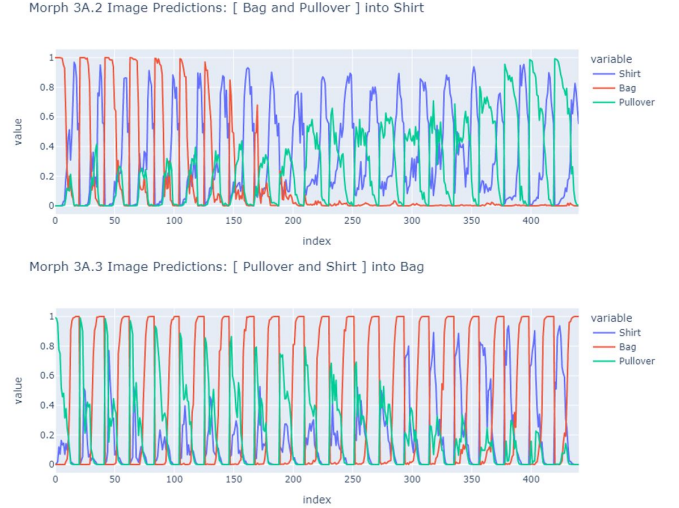 Morph 3A.2 Image Predictions: [ Bag and Pullover ] into Shirt
variable
Shirt
Bag
Pullover
1
0.8
0.6
0.4
0.2
0
value
0 50 100 150 200 250 300 350 400
index
Morph 3A.3 Image Predictions: [ Pullover and Shirt ] into Bag
variable
Shirt
Bag
Pullover
1
0.8
0.6
0.4
0.2
0
value
0 50 100 150 200 250 300 350 400
index